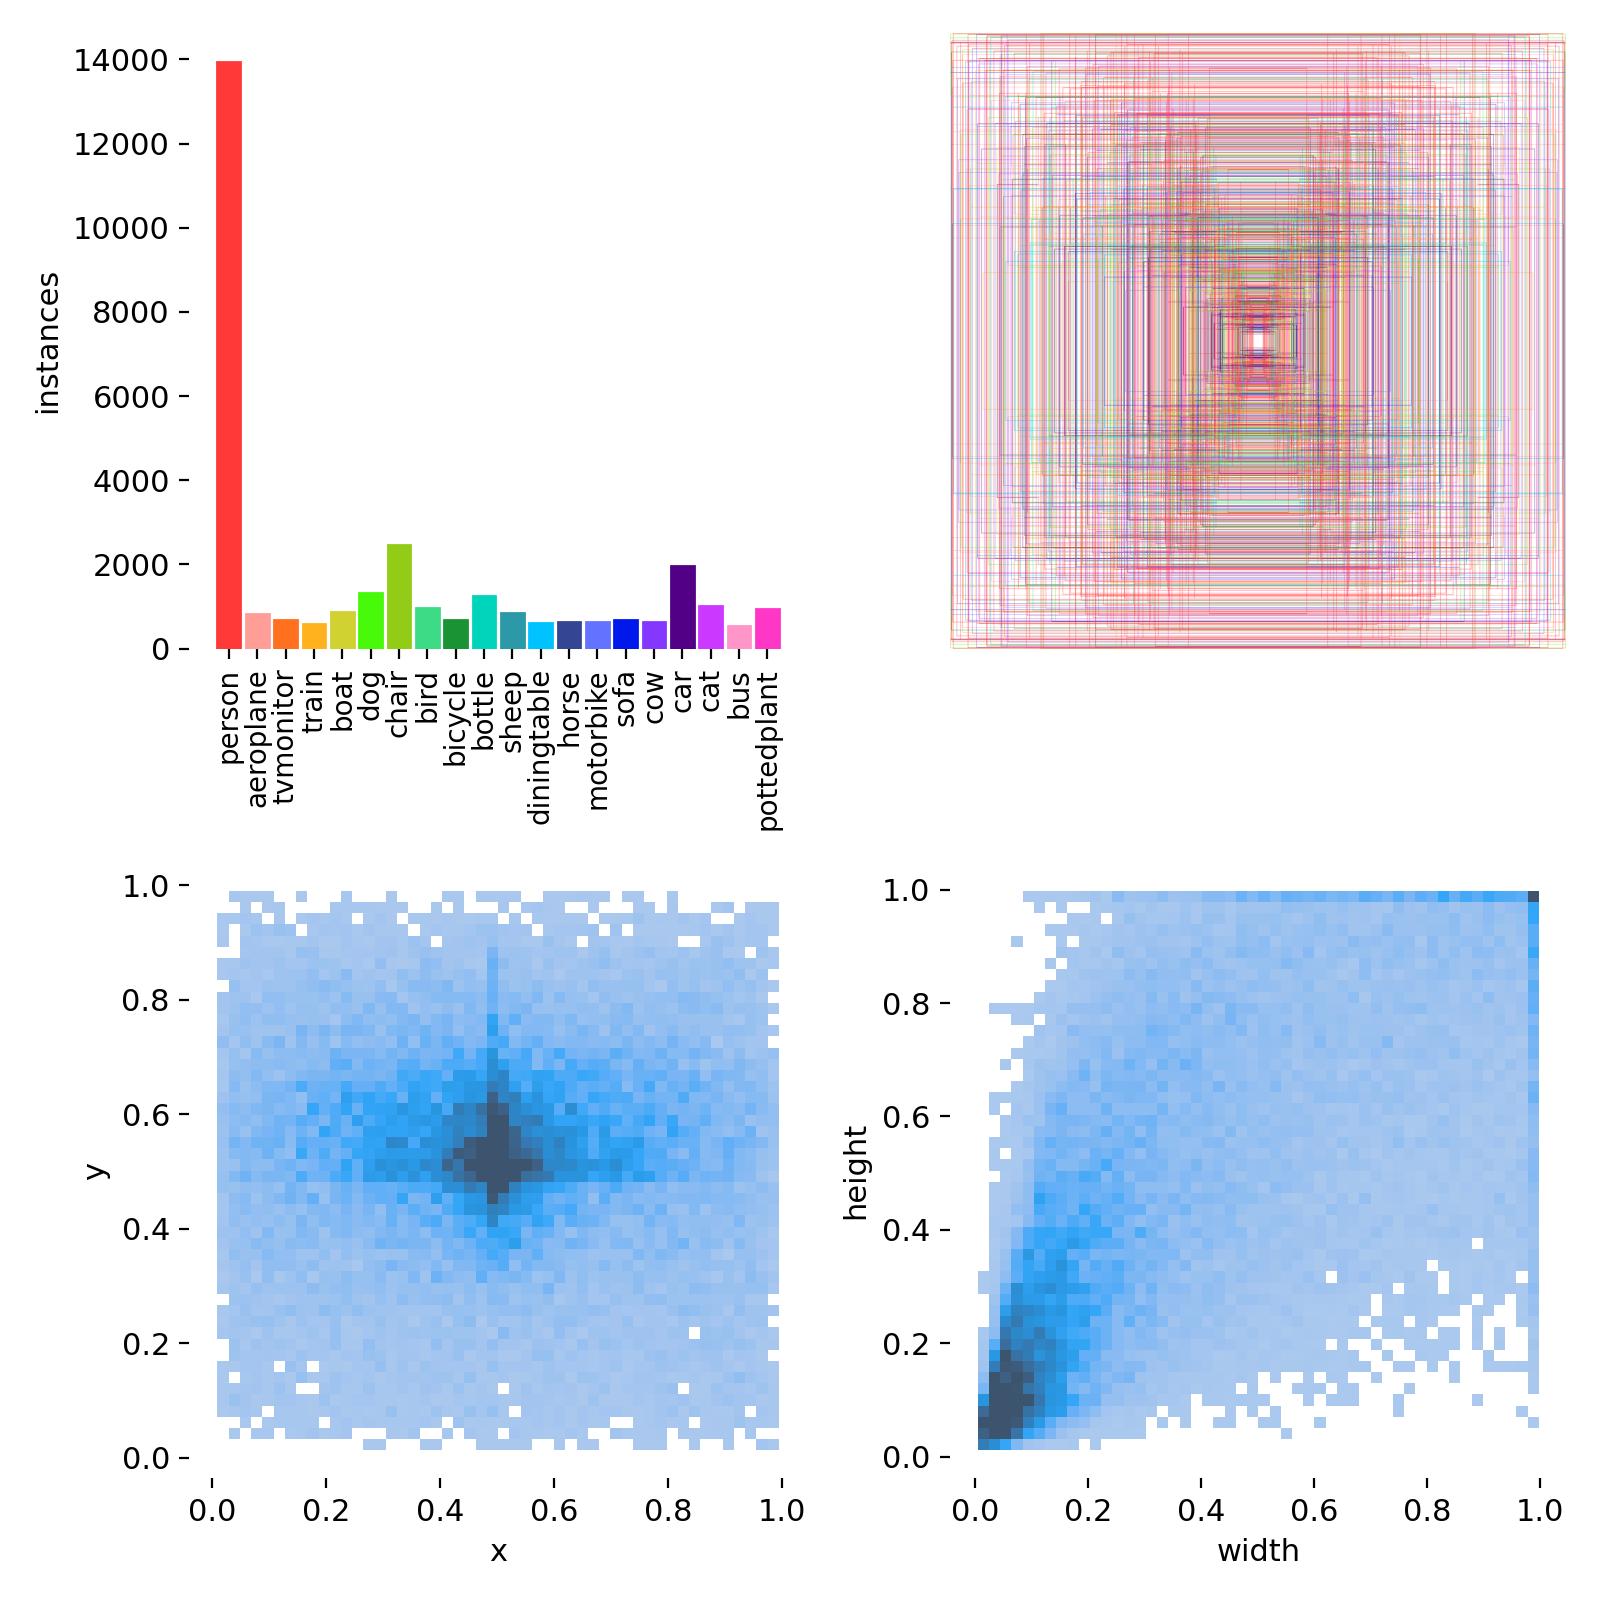 14000
12000
10000
8000
6000
4000
2000
0
instances
person
aeroplane
tvmonitor
train
boat
dog
chair
bird
bicycle
bottle
sheep
diningtable
horse
motorbike
sofa
cow
car
cat
bus
pottedplant
1.0
0.8
0.6
0.4
0.2
0.0
y
0.0 0.2 0.4 0.6 0.8 1.0
x
1.0
0.8
0.6
0.4
0.2
0.0
height
0.0 0.2 0.4 0.6 0.8 1.0
width